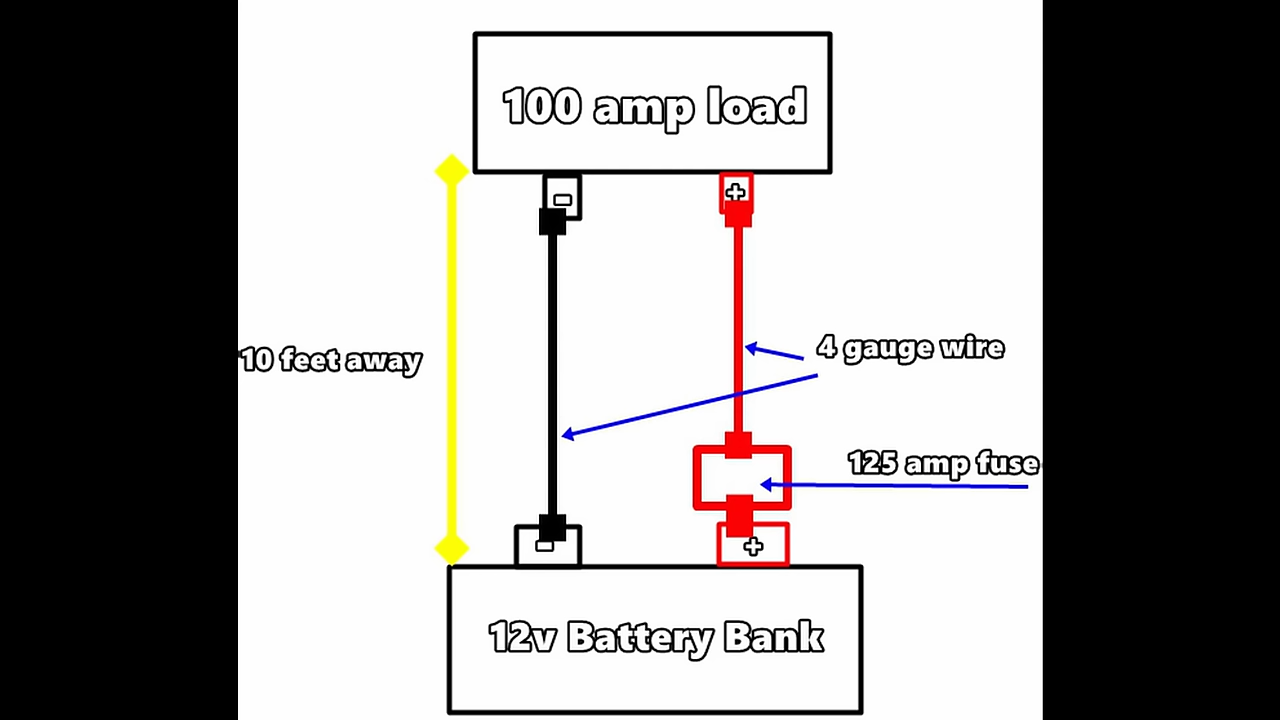 100 amp load
-
+
4 gauge wire
10 feet away
125 amp fuse
-
+
12v Battery Bank